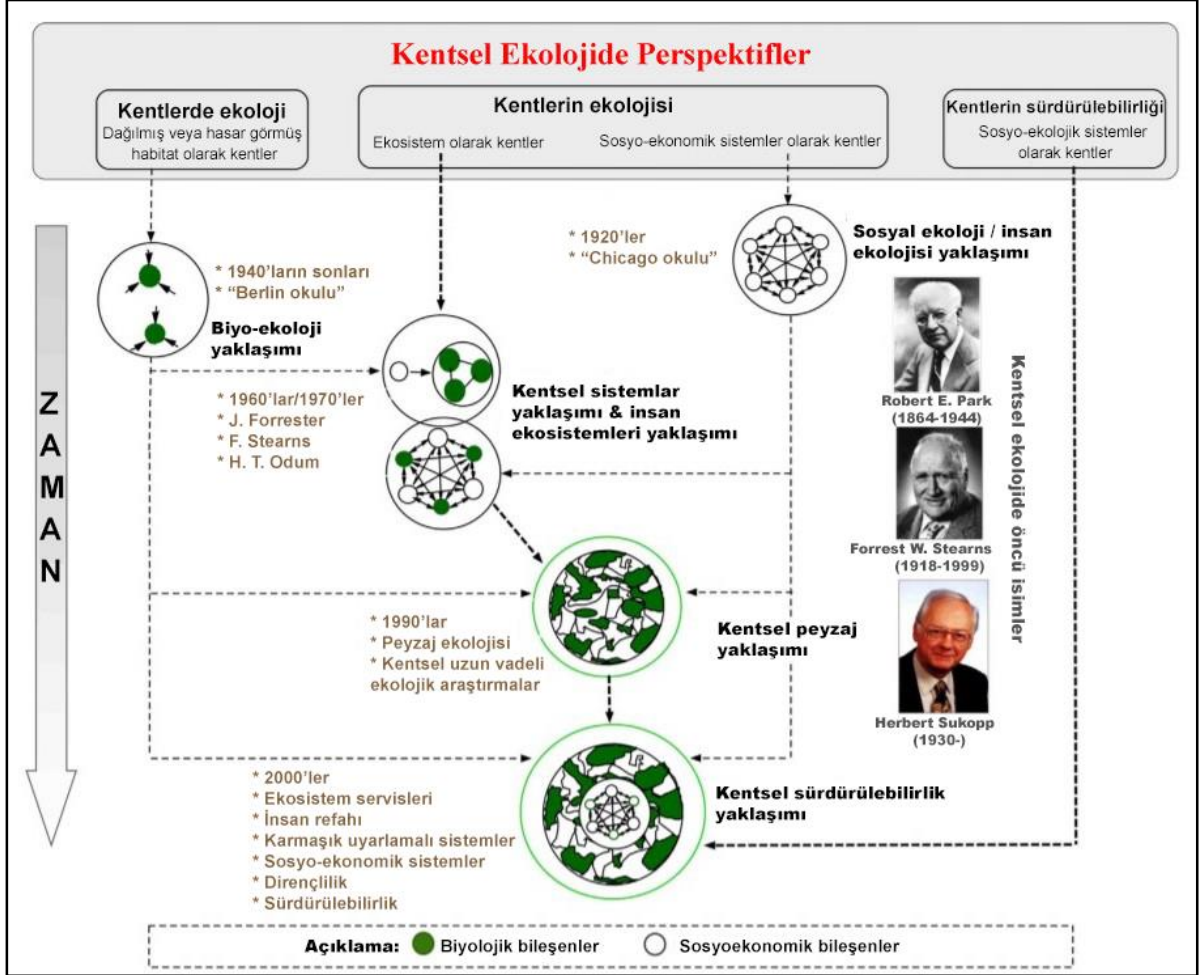 Kentsel Ekolojide Perspektifler
Kentlerde ekoloji
Dağılmış veya hasar görmüş
habitat olarak kentler
Kentlerin ekolojisi
Ekosistem olarak kentler
Sosyo-ekonomik sistemler olarak kentler
Kentlerin sürdürülebilirliği
Sosyo-ekolojik sistemler
olarak kentler
ZAMAN
* 1940'ların sonları
* "Berlin okulu"
Biyo-ekoloji
yaklaşımı
* 1920'ler
* "Chicago okulu"
Sosyal ekoloji / insan
ekolojisi yaklaşımı
* 1960'lar/1970'ler
* J. Forrester
* F. Stearns
* H. T. Odum
Kentsel sistemlar
yaklaşımı & insan
ekosistemleri yaklaşımı
Kentsel ekolojide öncü isimler
Robert E. Park
(1864-1944)
Forrest W. Stearns
(1918-1999)
Herbert Sukopp
(1930-)
* 1990'lar
* Peyzaj ekolojisi
* Kentsel uzun vadeli
ekolojik araştırmalar
Kentsel peyzaj
yaklaşımı
* 2000'ler
* Ekosistem servisleri
* İnsan refahı
* Karmaşık uyarlamalı sistemler
* Sosyo-ekonomik sistemler
* Dirençlilik
* Sürdürülebilirlik
Kentsel sürdürülebilirlik
yaklaşımı
Açıklama: Biyolojik bileşenler Sosyoekonomik bileşenler